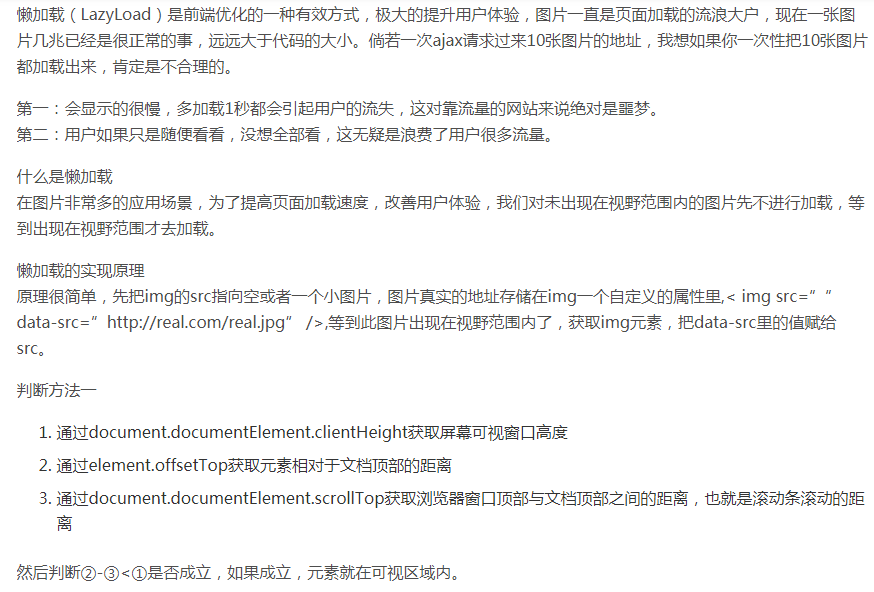 懒加载（LazyLoad）是前端优化的一种有效方式，极大的提升用户体验，图片一直是页面加载的流浪大户，现在一张图
片几兆已经是很正常的事，远远大于代码的大小。倘若一次ajax请求过来10张图片的地址，我想如果你一次性把10张图片
都加载出来，肯定是不合理的。
第一：会显示的很慢，多加载1秒都会引起用户的流失，这对靠流量的网站来说绝对是噩梦。
第二：用户如果只是随便看看，没想全部看，这无疑是浪费了用户很多流量。
什么是懒加载
在图片非常多的应用场景，为了提高页面加载速度，改善用户体验，我们对未出现在视野范围内的图片先不进行加载，等
到出现在视野范围才去加载。
懒加载的实现原理
原理很简单，先把img的src指向空或者一个小图片，图片真实的地址存储在img一个自定义的属性里,< img src=“ “
data-src=” http://real.com/real.jpg” />,等到此图片出现在视野范围内了，获取img元素，把data-src里的值赋给
src。
判断方法一
1. 通过document.documentElement.clientHeight获取屏幕可视窗口高度
2. 通过element.offsetTop获取元素相对于文档顶部的距离
3. 通过document.documentElement.scrollTop获取浏览器窗口顶部与文档顶部之间的距离，也就是滚动条滚动的距
离
然后判断②-③<①是否成立，如果成立，元素就在可视区域内。